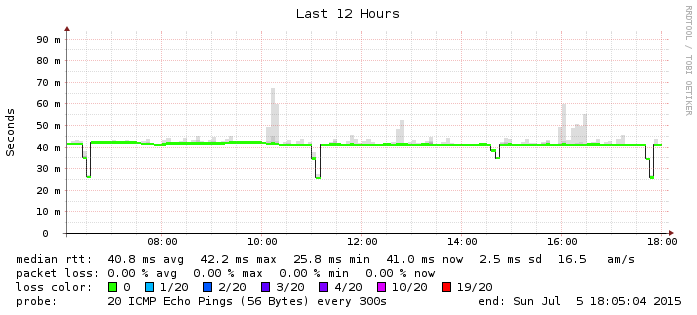 Last 12 Hours
RRDTOOL / TOBI OETIKER
Seconds
90 m
80 m
70 m
60 m
50 m
40 m
30 m
20 m
10 m
0
08:00 10:00 12:00 14:00 16:00 18:00
median rtt: 40.8 ms avg 42.2 ms max 25.8 ms min 41.0 ms now 2.5 ms sd 16.5 am/s
packet loss: 0.00 % avg 0.00 % max 0.00 % min 0.00 % now
loss color: 0 1/20 2/20 3/20 4/20 10/20 19/20
probe: 20 ICMP Echo Pings (56 Bytes) every 300s end: Sun Jul 5 18:05:04 2015